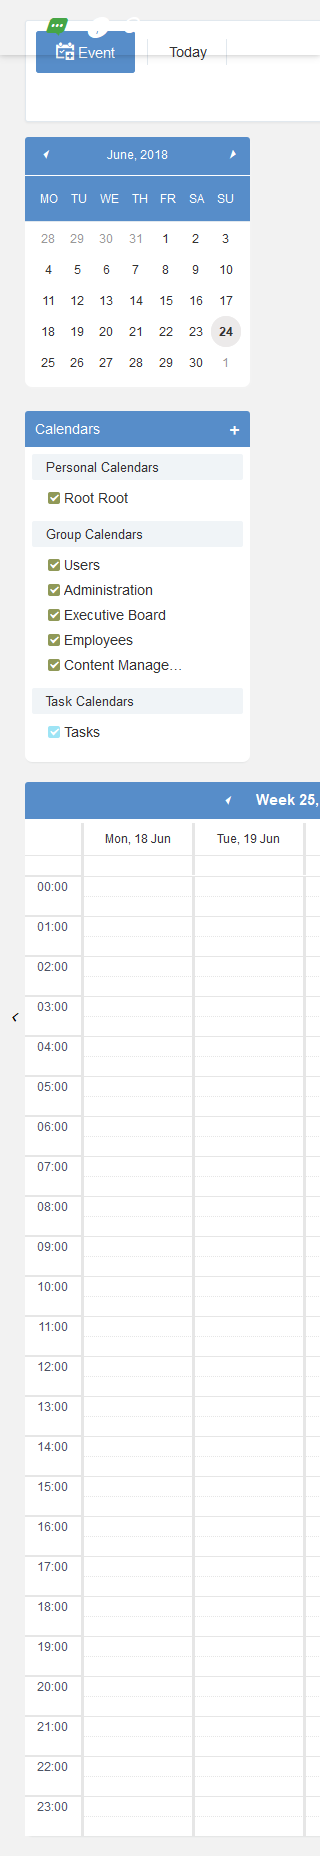 Event Today
June, 2018
MO TU WE TH FR SA SU
28 29 30 31 1 2 3
4 5 6 7 8 9 10
11 12 13 14 15 16 17
18 19 20 21 22 23 24
25 26 27 28 29 30 1
Calendars +
Personal Calendars
Root Root
Group Calendars
Users
Administration
Executive Board
Employees
Content Manage...
Task Calendars
Tasks
Week 25,
Mon, 18 Jun Tue, 19 Jun
00:00
01:00
02:00
03:00
04:00
05:00
06:00
07:00
08:00
09:00
10:00
11:00
12:00
13:00
14:00
15:00
16:00
17:00
18:00
19:00
20:00
21:00
22:00
23:00